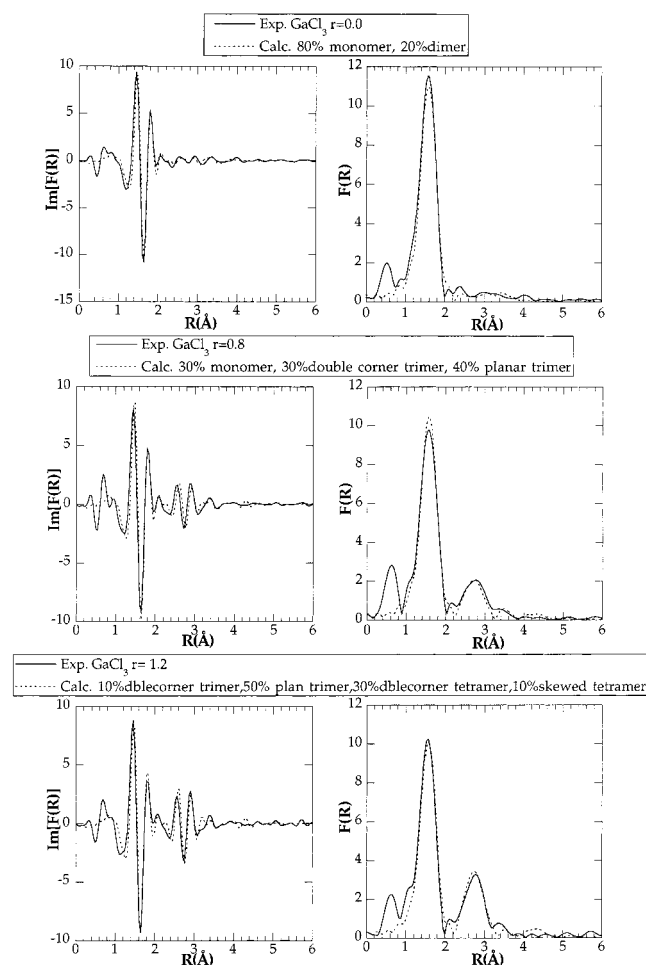 Exp. GaCl3 r=0.0
Calc. 80% monomer, 20%dimer
10
5
0
-5
-10
-15
Im[F(R)]
0 1 2 3 4 5 6
R(Å)
12
10
8
6
4
2
0
F(R)
0 1 2 3 4 5 6
R(Å)
Exp. GaCl3 r=0.8
Calc. 30% monomer, 30%double corner trimer, 40% planar trimer
10
5
0
-5
-10
Im[F(R)]
0 1 2 3 4 5 6
R(Å)
12
10
8
6
4
2
0
F(R)
0 1 2 3 4 5 6
R(Å)
Exp. GaCl3 r= 1.2
Calc. 10%dblecorner trimer,50% plan trimer,30%dblecorner tetramer,10%skewed tetramer
10
5
0
-5
-10
Im[F(R)]
0 1 2 3 4 5 6
R(Å)
12
10
8
6
4
2
0
F(R)
0 1 2 3 4 5 6
R(Å)